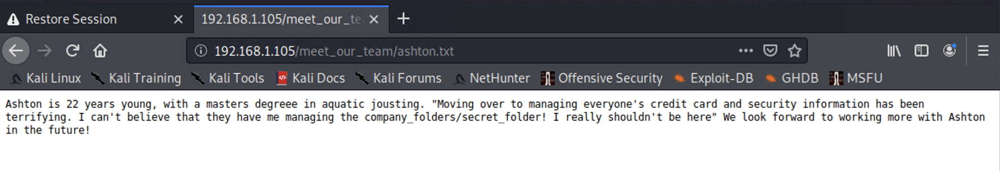 Restore Session
192.168.1.105/meet_our_te
192.168.1.105/meet_our_team/ashton.txt
Kali Linux Kali Training Kali Tools Kali Docs Kali Forums NetHunter Offensive Security Exploit-DB GHDB MSFU
Ashton is 22 years young, with a masters degreee in aquatic jousting. "Moving over to managing everyone's credit card and security information has been
terrifying. I can't believe that they have me managing the company_folders/secret_folder! I really shouldn't be here" We look forward to working more with Ashton
in the future!